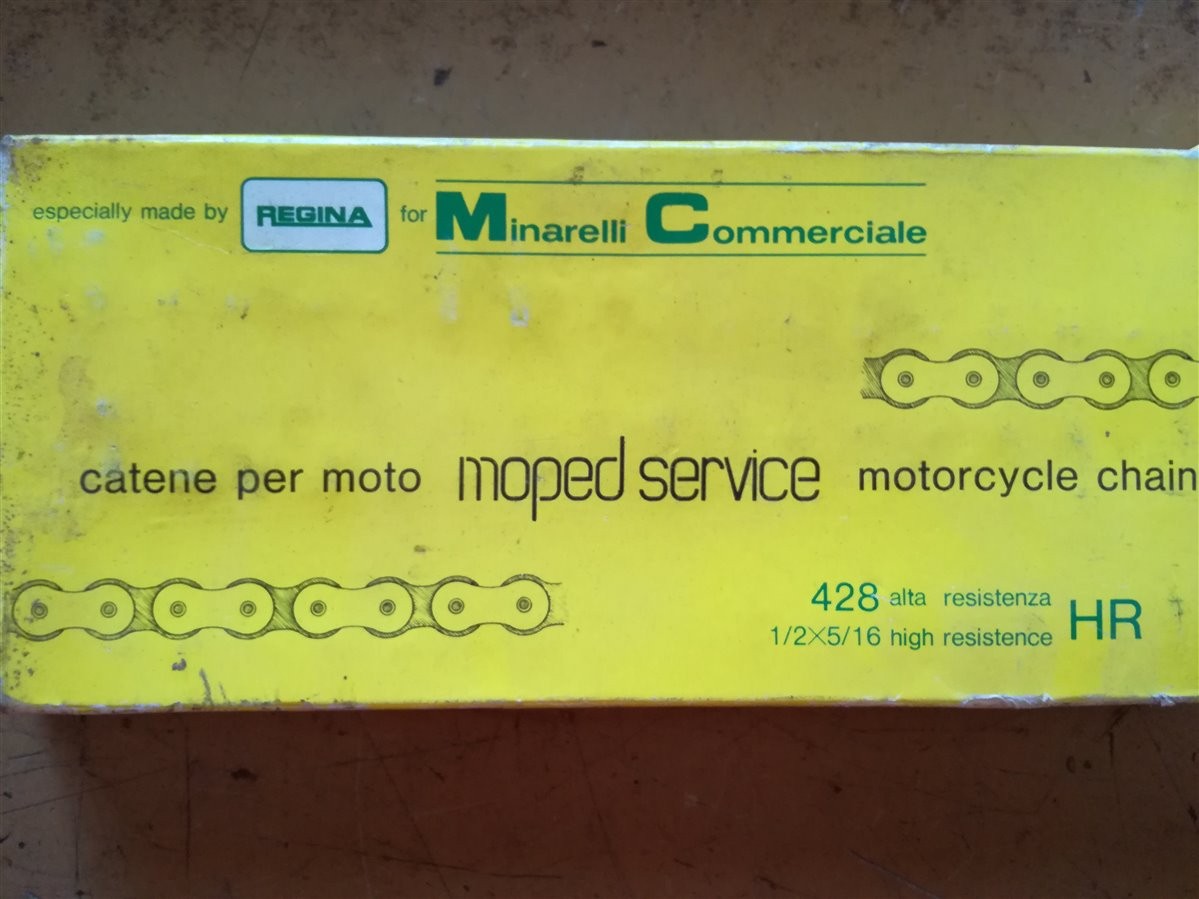 especially made by REGINA for Minarelli Commerciale
catene per moto moped service motorcycle chain
428 alta resistenza HR
1/2×5/16 high resistence